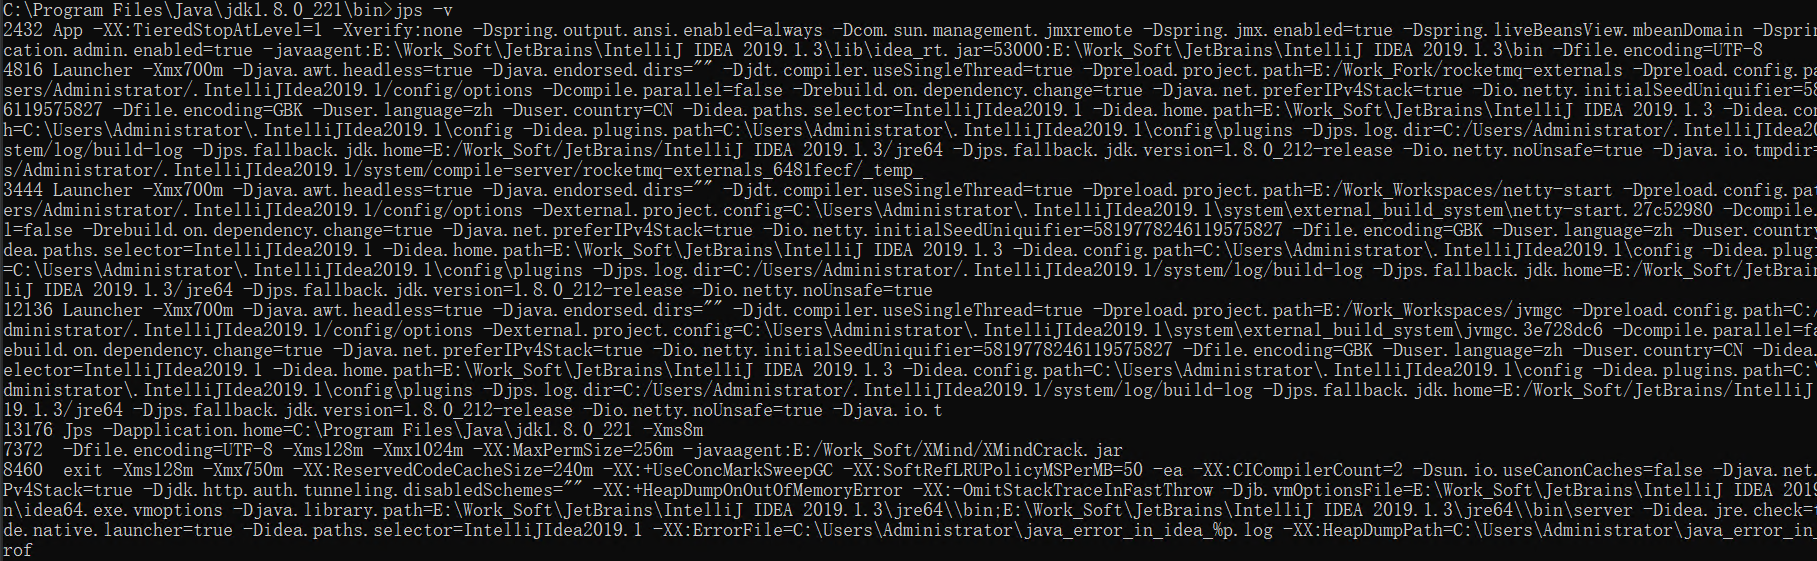 C:\Program Files\Java\jdk1.8.0_221\bin>jps -v
2432 App -XX:TieredStopAtLevel=1 -Xverify:none -Dspring.output.ansi.enabled=always -Dcom.sun.management.jmxremote -Dspring.jmx.enabled=true -Dspring.liveBeansView.mbeanDomain -Dspri
cation.admin.enabled=true -javaagent:E:\Work_Soft\JetBrains\IntelliJ IDEA 2019.1.3\lib\idea_rt.jar=53000:E:\Work_Soft\JetBrains\IntelliJ IDEA 2019.1.3\bin -Dfile.encoding=UTF-8
4816 Launcher -Xmx700m -Djava.awt.headless=true -Djava.endorsed.dirs="" -Djdt.compiler.useSingleThread=true -Dpreload.project.path=E:/Work_Fork/rocketmq-externals -Dpreload.config.pa
sers/Administrator/.IntelliJIdea2019.1/config/options -Dcompile.parallel=false -Drebuild.on.dependency.change=true -Djava.net.preferIPv4Stack=true -Dio.netty.initialSeedUniquifier=58
6119575827 -Dfile.encoding=GBK -Duser.language=zh -Duser.country=CN -Didea.paths.selector=IntelliJIdea2019.1 -Didea.home.path=E:\Work_Soft\JetBrains\IntelliJ IDEA 2019.1.3 -Didea.con
h=C:\Users\Administrator\.IntelliJIdea2019.1\config -Didea.plugins.path=C:\Users\Administrator\.IntelliJIdea2019.1\config\plugins -Djps.log.dir=C:/Users/Administrator/.IntelliJIdea20
stem/log/build-log -Djps.fallback.jdk.home=E:/Work_Soft/JetBrains/IntelliJ IDEA 2019.1.3/jre64 -Djps.fallback.jdk.version=1.8.0_212-release -Dio.netty.noUnsafe=true -Djava.io.tmpdir=
s/Administrator/.IntelliJIdea2019.1/system/compile-server/rocketmq-externals_6481fecf/_temp_
3444 Launcher -Xmx700m -Djava.awt.headless=true -Djava.endorsed.dirs="" -Djdt.compiler.useSingleThread=true -Dpreload.project.path=E:/Work_Workspaces/netty-start -Dpreload.config.pat
ers/Administrator/.IntelliJIdea2019.1/config/options -Dexternal.project.config=C:\Users\Administrator\.IntelliJIdea2019.1\system\external_build_system\netty-start.27c52980 -Dcompile.
l=false -Drebuild.on.dependency.change=true -Djava.net.preferIPv4Stack=true -Dio.netty.initialSeedUniquifier=5819778246119575827 -Dfile.encoding=GBK -Duser.language=zh -Duser.country
dea.paths.selector=IntelliJIdea2019.1 -Didea.home.path=E:\Work_Soft\JetBrains\IntelliJ IDEA 2019.1.3 -Didea.config.path=C:\Users\Administrator\.IntelliJIdea2019.1\config -Didea.plug
=C:\Users\Administrator\.IntelliJIdea2019.1\config\plugins -Djps.log.dir=C:/Users/Administrator/.IntelliJIdea2019.1/system/log/build-log -Djps.fallback.jdk.home=E:/Work_Soft/JetBrain
lliJ IDEA 2019.1.3/jre64 -Djps.fallback.jdk.version=1.8.0_212-release -Dio.netty.noUnsafe=true
12136 Launcher -Xmx700m -Djava.awt.headless=true -Djava.endorsed.dirs="" -Djdt.compiler.useSingleThread=true -Dpreload.project.path=E:/Work_Workspaces/jvmgc -Dpreload.config.path=C:/
dministrator/.IntelliJIdea2019.1/config/options -Dexternal.project.config=C:\Users\Administrator\.IntelliJIdea2019.1\system\external_build_system\jvmgc.3e728dc6 -Dcompile.parallel=fa
ebuild.on.dependency.change=true -Djava.net.preferIPv4Stack=true -Dio.netty.initialSeedUniquifier=5819778246119575827 -Dfile.encoding=GBK -Duser.language=zh -Duser.country=CN -Didea.
elector=IntelliJIdea2019.1 -Didea.home.path=E:\Work_Soft\JetBrains\IntelliJ IDEA 2019.1.3 -Didea.config.path=C:\Users\Administrator\.IntelliJIdea2019.1\config -Didea.plugins.path=C:\
dministrator\.IntelliJIdea2019.1\config\plugins -Djps.log.dir=C:/Users/Administrator/.IntelliJIdea2019.1/system/log/build-log -Djps.fallback.jdk.home=E:/Work_Soft/JetBrains/IntelliJ
19.1.3/jre64 -Djps.fallback.jdk.version=1.8.0_212-release -Dio.netty.noUnsafe=true -Djava.io.t
13176 Jps -Dapplication.home=C:\Program Files\Java\jdk1.8.0_221 -Xms8m
7372  -Dfile.encoding=UTF-8 -Xms128m -Xmx1024m -XX:MaxPermSize=256m -javaagent:E:/Work_Soft/XMind/XMindCrack.jar
8460  exit -Xms128m -Xmx750m -XX:ReservedCodeCacheSize=240m -XX:+UseConcMarkSweepGC -XX:SoftRefLRUPolicyMSPerMB=50 -ea -XX:CICompilerCount=2 -Dsun.io.useCanonCaches=false -Djava.net.
Pv4Stack=true -Djdk.http.auth.tunneling.disabledSchemes="" -XX:+HeapDumpOnOutOfMemoryError -XX:-OmitStackTraceInFastThrow -Djb.vmOptionsFile=E:\Work_Soft\JetBrains\IntelliJ IDEA 2019
n\idea64.exe.vmoptions -Djava.library.path=E:\Work_Soft\JetBrains\IntelliJ IDEA 2019.1.3\jre64\\bin;E:\Work_Soft\JetBrains\IntelliJ IDEA 2019.1.3\jre64\\bin\server -Didea.jre.check=t
de.native.launcher=true -Didea.paths.selector=IntelliJIdea2019.1 -XX:ErrorFile=C:\Users\Administrator\java_error_in_idea_%p.log -XX:HeapDumpPath=C:\Users\Administrator\java_error_in_
rof